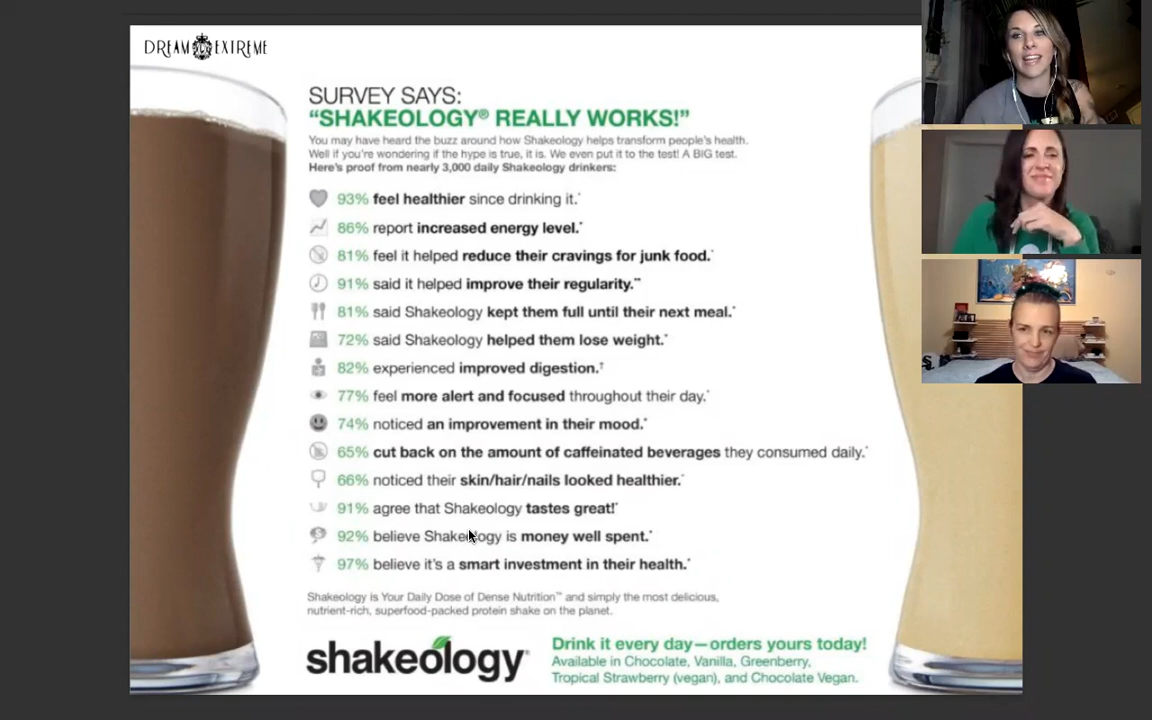 DREAM EXTREME
SURVEY SAYS:
“SHAKEOLOGY® REALLY WORKS!”
You may have heard the buzz around how Shakeology helps transform people's health.
Well if you're wondering if the hype is true, it is. We even put it to the test! A BIG test.
Here's proof from nearly 3,000 daily Shakeology drinkers:
93% feel healthier since drinking it.*
86% report increased energy level.*
81% feel it helped reduce their cravings for junk food.*
91% said it helped improve their regularity.**
81% said Shakeology kept them full until their next meal.*
72% said Shakeology helped them lose weight.*
82% experienced improved digestion.†
77% feel more alert and focused throughout their day.*
74% noticed an improvement in their mood.*
65% cut back on the amount of caffeinated beverages they consumed daily.*
66% noticed their skin/hair/nails looked healthier.*
91% agree that Shakeology tastes great!*
92% believe Shakeology is money well spent.*
97% believe it's a smart investment in their health.*
Shakeology is Your Daily Dose of Dense Nutrition™ and simply the most delicious,
nutrient-rich, superfood-packed protein shake on the planet.
shakeology®
Drink it every day—orders yours today!
Available in Chocolate, Vanilla, Greenberry,
Tropical Strawberry (vegan), and Chocolate Vegan.